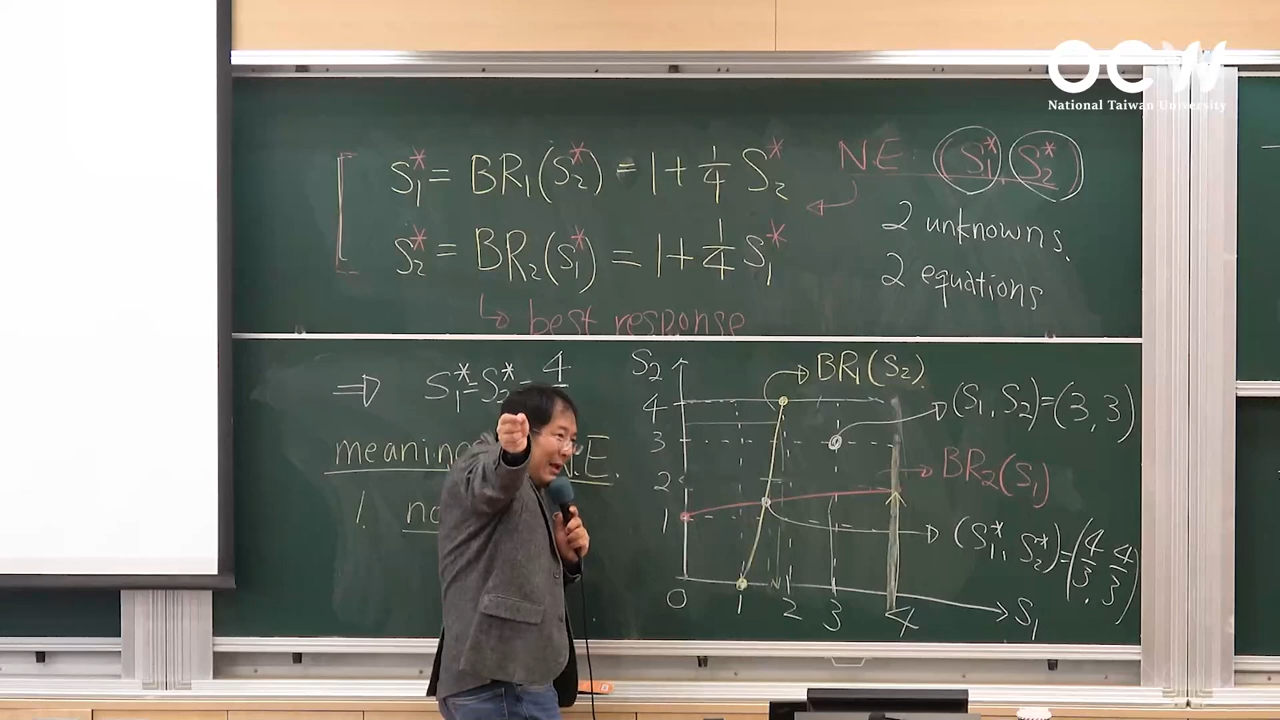 OCW
National Taiwan University
S₁* = BR₁(S₂*) = 1 + 1/4 S₂*
N.E. (S₁*, S₂*)
S₂* = BR₂(S₁*) = 1 + 1/4 S₁*
2 unknowns.
2 equations
↳ best response
⇒ S₁* = S₂* = 4
N.E.
1.
S₂
4
3
2
1
0
1
2
3
4
S₁
BR₁(S₂)
(S₁, S₂) = (3, 3)
BR₂(S₁)
(S₁*, S₂*) = (4/3, 4/3)